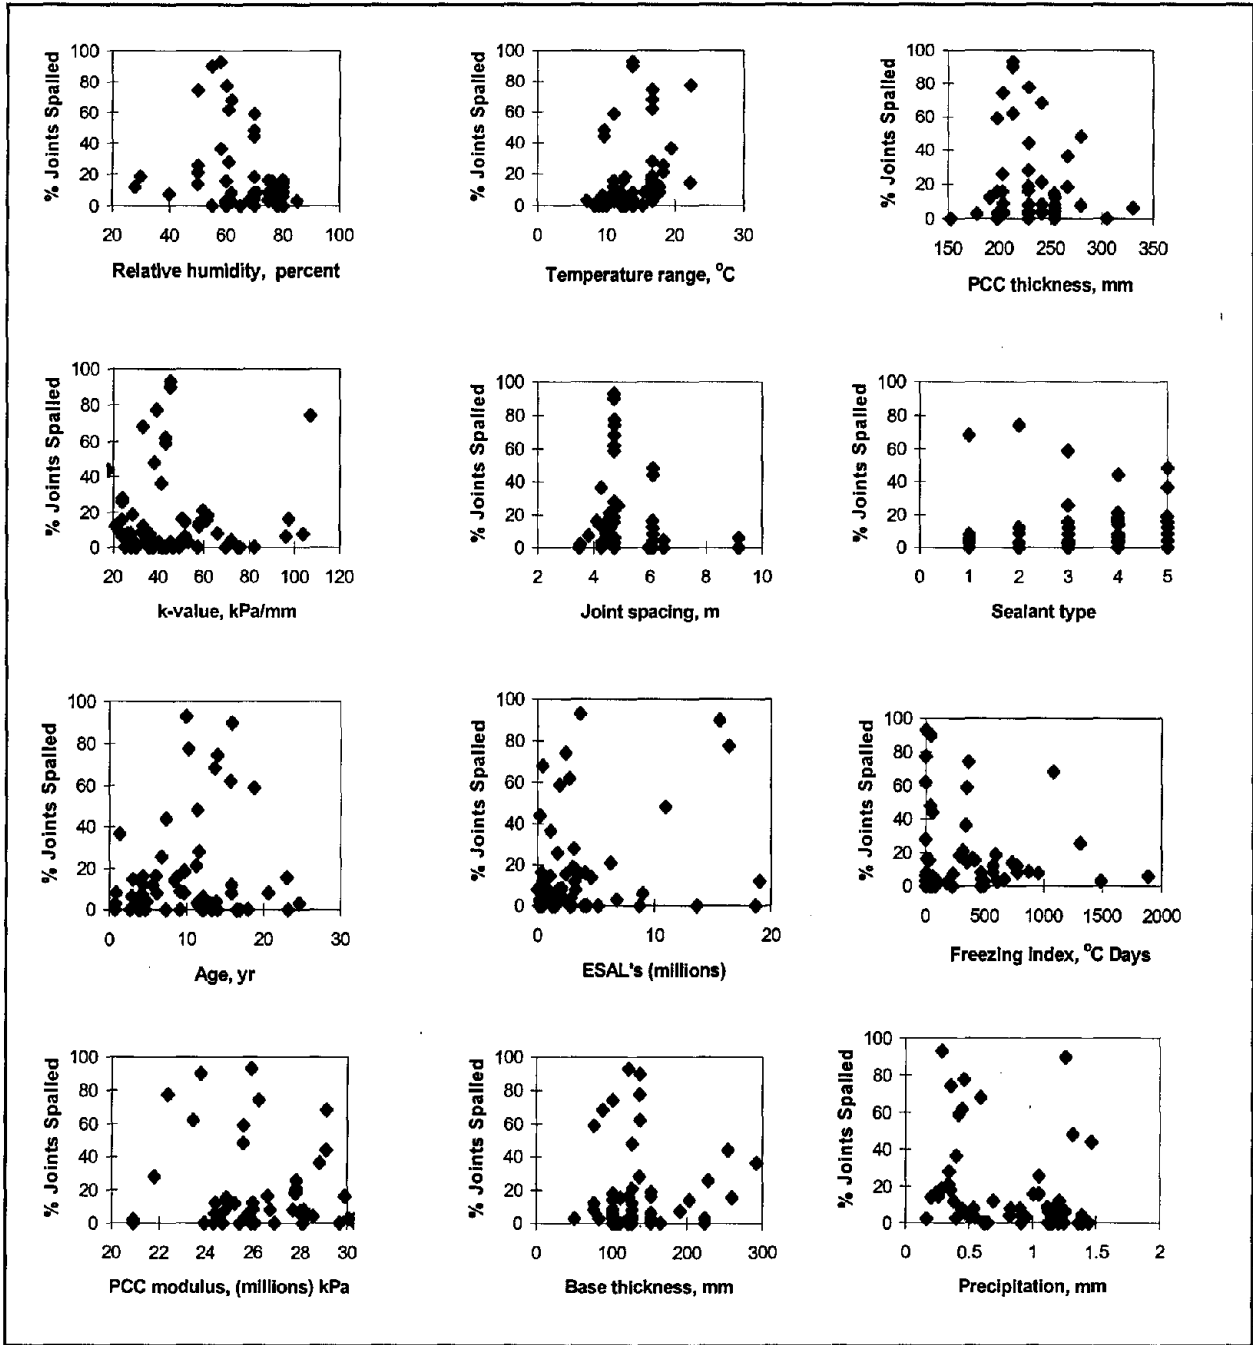 % Joints Spalled
100
80
60
40
20
0
20 40 60 80 100
Relative humidity, percent
% Joints Spalled
100
80
60
40
20
0
0 10 20 30
Temperature range, °C
% Joints Spalled
100
80
60
40
20
0
150 200 250 300 350
PCC thickness, mm
% Joints Spalled
100
80
60
40
20
0
20 40 60 80 100 120
k-value, kPa/mm
% Joints Spalled
100
80
60
40
20
0
2 4 6 8 10
Joint spacing, m
% Joints Spalled
100
80
60
40
20
0
0 1 2 3 4 5
Sealant type
% Joints Spalled
100
80
60
40
20
0
0 10 20 30
Age, yr
% Joints Spalled
100
80
60
40
20
0
0 10 20
ESAL's (millions)
% Joints Spalled
100
80
60
40
20
0
0 500 1000 1500 2000
Freezing index, °C Days
% Joints Spalled
100
80
60
40
20
0
20 22 24 26 28 30
PCC modulus, (millions) kPa
% Joints Spalled
100
80
60
40
20
0
0 100 200 300
Base thickness, mm
% Joints Spalled
100
80
60
40
20
0
0 0.5 1 1.5 2
Precipitation, mm